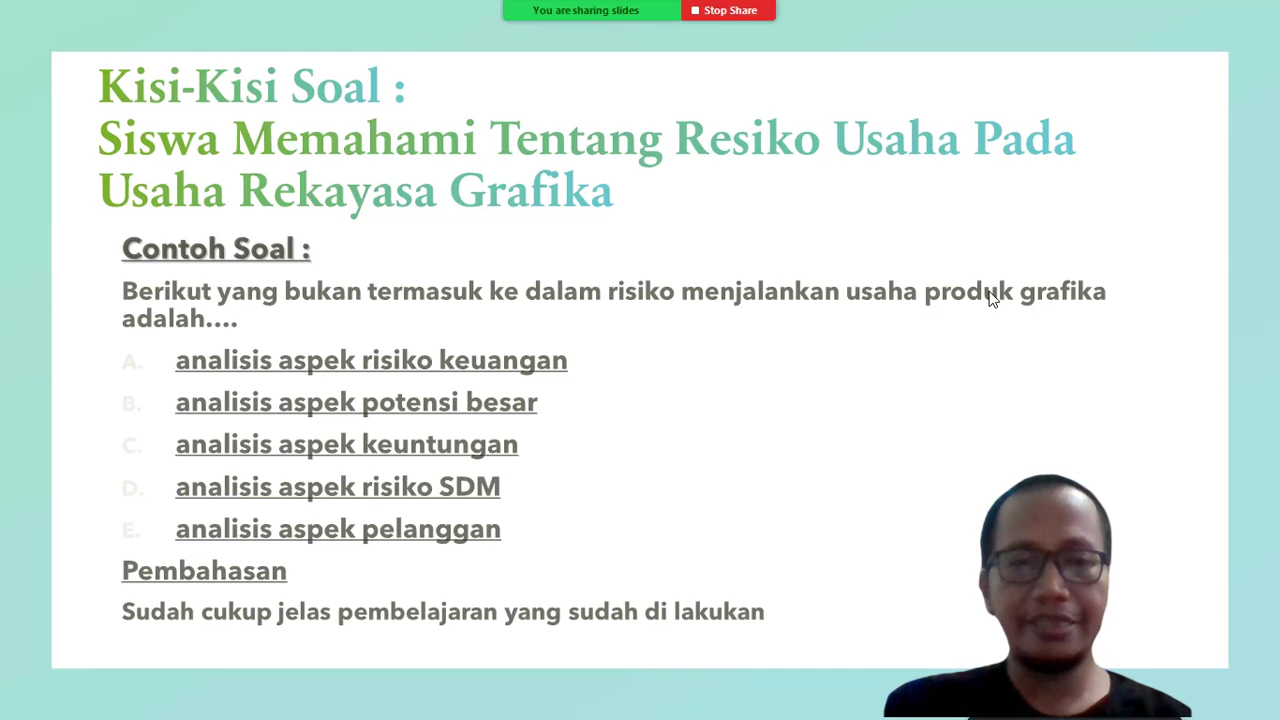 You are sharing slides
Stop Share
Kisi-Kisi Soal :
Siswa Memahami Tentang Resiko Usaha Pada
Usaha Rekayasa Grafika
Contoh Soal :
Berikut yang bukan termasuk ke dalam risiko menjalankan usaha produk grafika
adalah....
A. analisis aspek risiko keuangan
B. analisis aspek potensi besar
C. analisis aspek keuntungan
D. analisis aspek risiko SDM
E. analisis aspek pelanggan
Pembahasan
Sudah cukup jelas pembelajaran yang sudah di lakukan